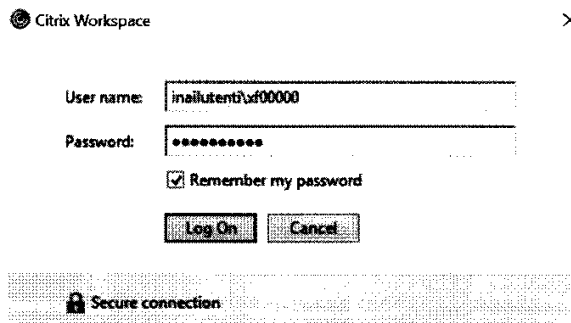 Citrix Workspace
User name: inailutenti\xf00000
Password: ••••••••••
Remember my password
Log On Cancel
Secure connection